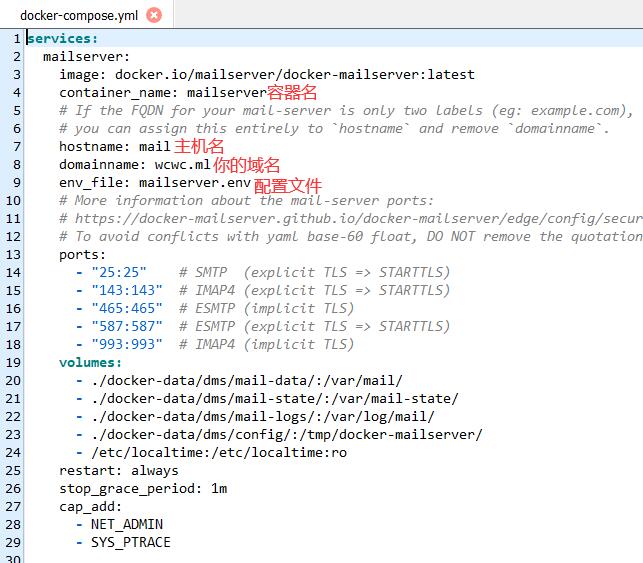 docker-compose.yml
1 services:
2 mailserver:
3 image: docker.io/mailserver/docker-mailserver:latest
4 container_name: mailserver容器名
5 # If the FQDN for your mail-server is only two labels (eg: example.com),
6 # you can assign this entirely to `hostname` and remove `domainname`.
7 hostname: mail 主机名
8 domainname: wcwc.ml你的域名
9 env_file: mailserver.env 配置文件
10 # More information about the mail-server ports:
11 # https://docker-mailserver.github.io/docker-mailserver/edge/config/secur
12 # To avoid conflicts with yaml base-60 float, DO NOT remove the quotation
13 ports:
14 - "25:25" # SMTP (explicit TLS => STARTTLS)
15 - "143:143" # IMAP4 (explicit TLS => STARTTLS)
16 - "465:465" # ESMTP (implicit TLS)
17 - "587:587" # ESMTP (explicit TLS => STARTTLS)
18 - "993:993" # IMAP4 (implicit TLS)
19 volumes:
20 - ./docker-data/dms/mail-data/:/var/mail/
21 - ./docker-data/dms/mail-state/:/var/mail-state/
22 - ./docker-data/dms/mail-logs/:/var/log/mail/
23 - ./docker-data/dms/config/:/tmp/docker-mailserver/
24 - /etc/localtime:/etc/localtime:ro
25 restart: always
26 stop_grace_period: 1m
27 cap_add:
28 - NET_ADMIN
29 - SYS_PTRACE
30